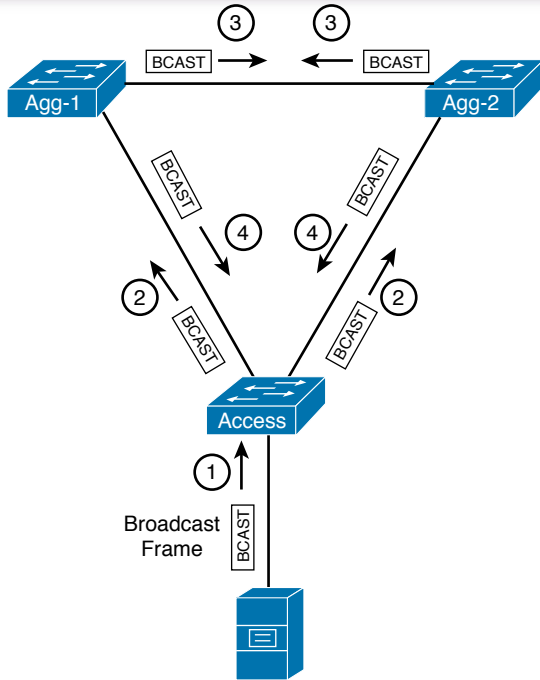 3
3
BCAST
BCAST
Agg-1
Agg-2
BCAST
BCAST
4
4
2
2
BCAST
BCAST
Access
1
Broadcast
Frame
BCAST